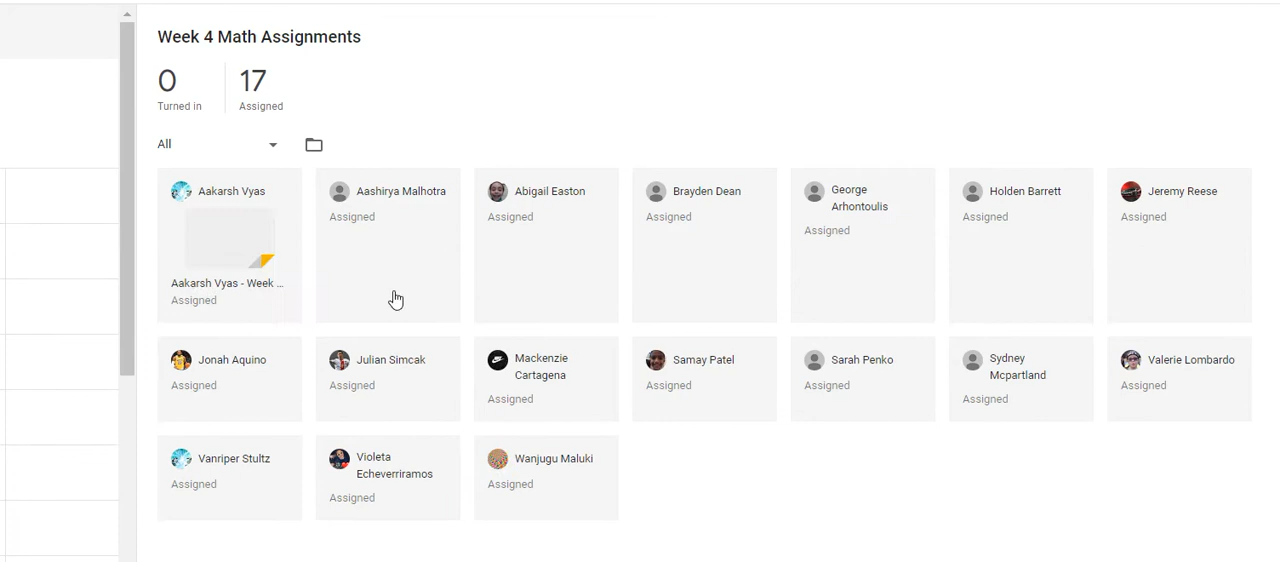 Week 4 Math Assignments
0 17
Turned in Assigned
All
Aakarsh Vyas
Aakarsh Vyas - Week ...
Assigned
Aashirya Malhotra
Assigned
Abigail Easton
Assigned
Brayden Dean
Assigned
George
Arhontoulis
Assigned
Holden Barrett
Assigned
Jeremy Reese
Assigned
Jonah Aquino
Assigned
Julian Simcak
Assigned
Mackenzie
Cartagena
Assigned
Samay Patel
Assigned
Sarah Penko
Assigned
Sydney
Mcpartland
Assigned
Valerie Lombardo
Assigned
Vanriper Stultz
Assigned
Violeta
Echeverriramos
Assigned
Wanjugu Maluki
Assigned